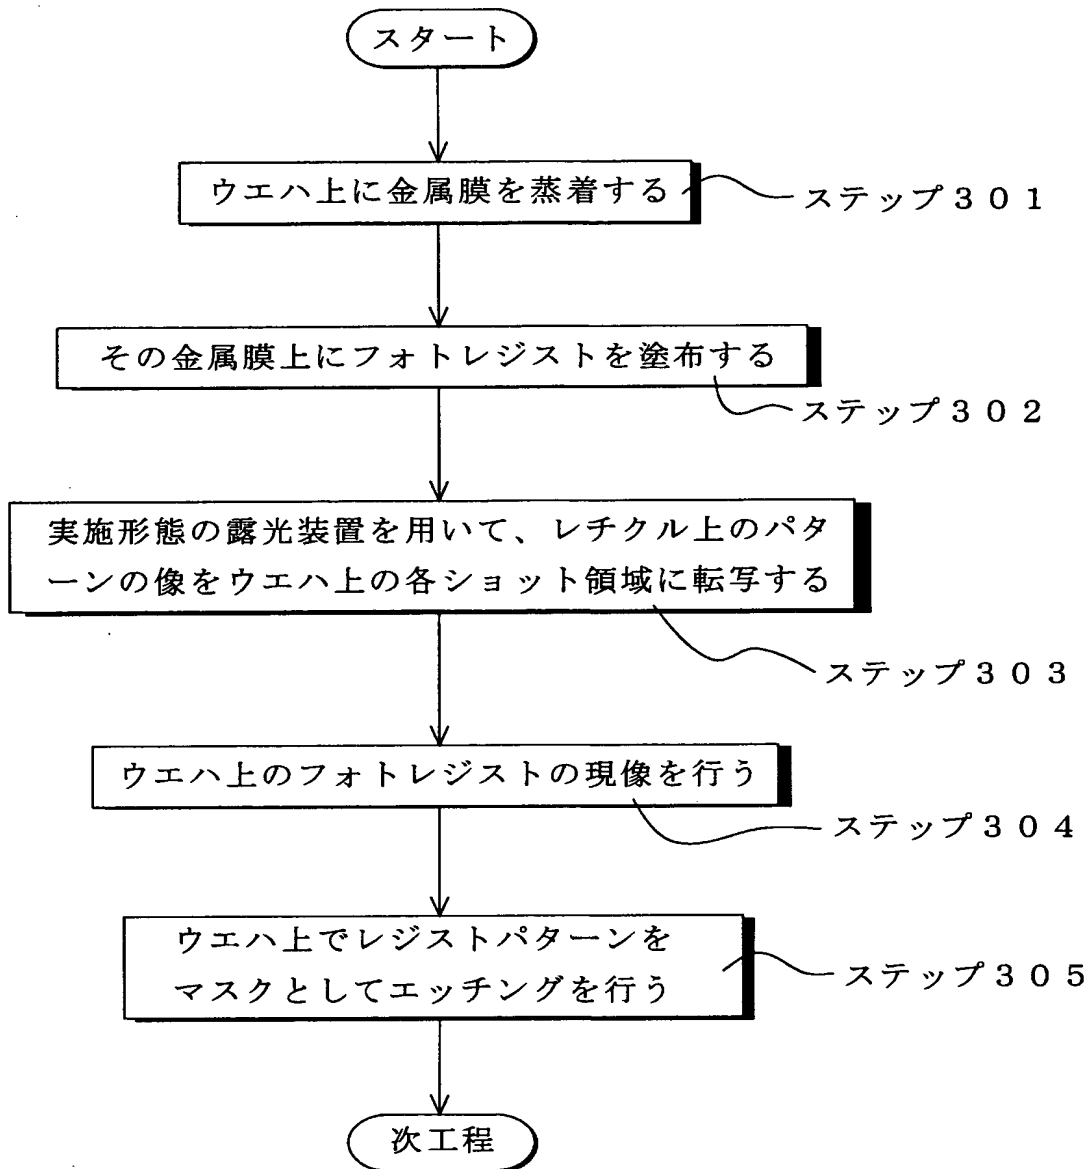 スタート
ウエハ上に金属膜を蒸着する
ステップ３０１
その金属膜上にフォトレジストを塗布する
ステップ３０２
実施形態の露光装置を用いて、レチクル上のパタ
ーンの像をウエハ上の各ショット領域に転写する
ステップ３０３
ウエハ上のフォトレジストの現像を行う
ステップ３０４
ウエハ上でレジストパターンを
マスクとしてエッチングを行う
ステップ３０５
次工程